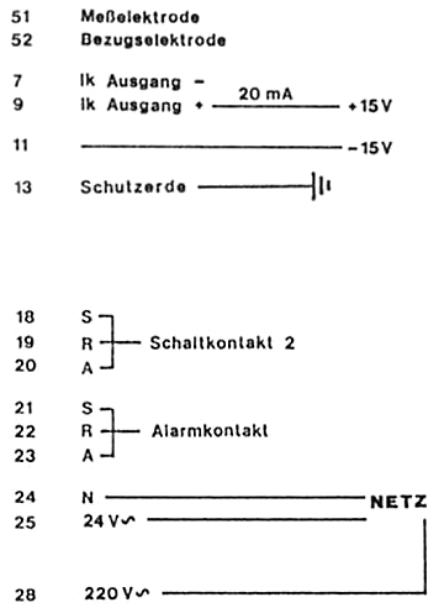 51 Meßelektrode
52 Bezugselektrode
7 Ik Ausgang -
9 Ik Ausgang + 20 mA +15V
11 -15V
13 Schutzerde
18 S
19 R Schaltkontakt 2
20 A
21 S
22 R Alarmkontakt
23 A
24 N NETZ
25 24V~
28 220V~